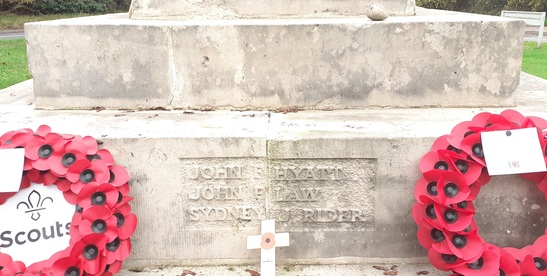 JOHN F HYATT
JOHN F LAW
SYDNEY J. RIDER
Scouts